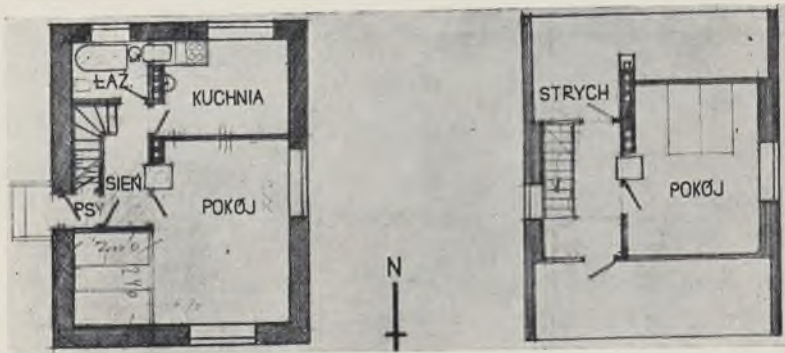 ŁAZ.
KUCHNIA
SIEŃ
PSY
POKÓJ
N
STRYCH
POKÓJ